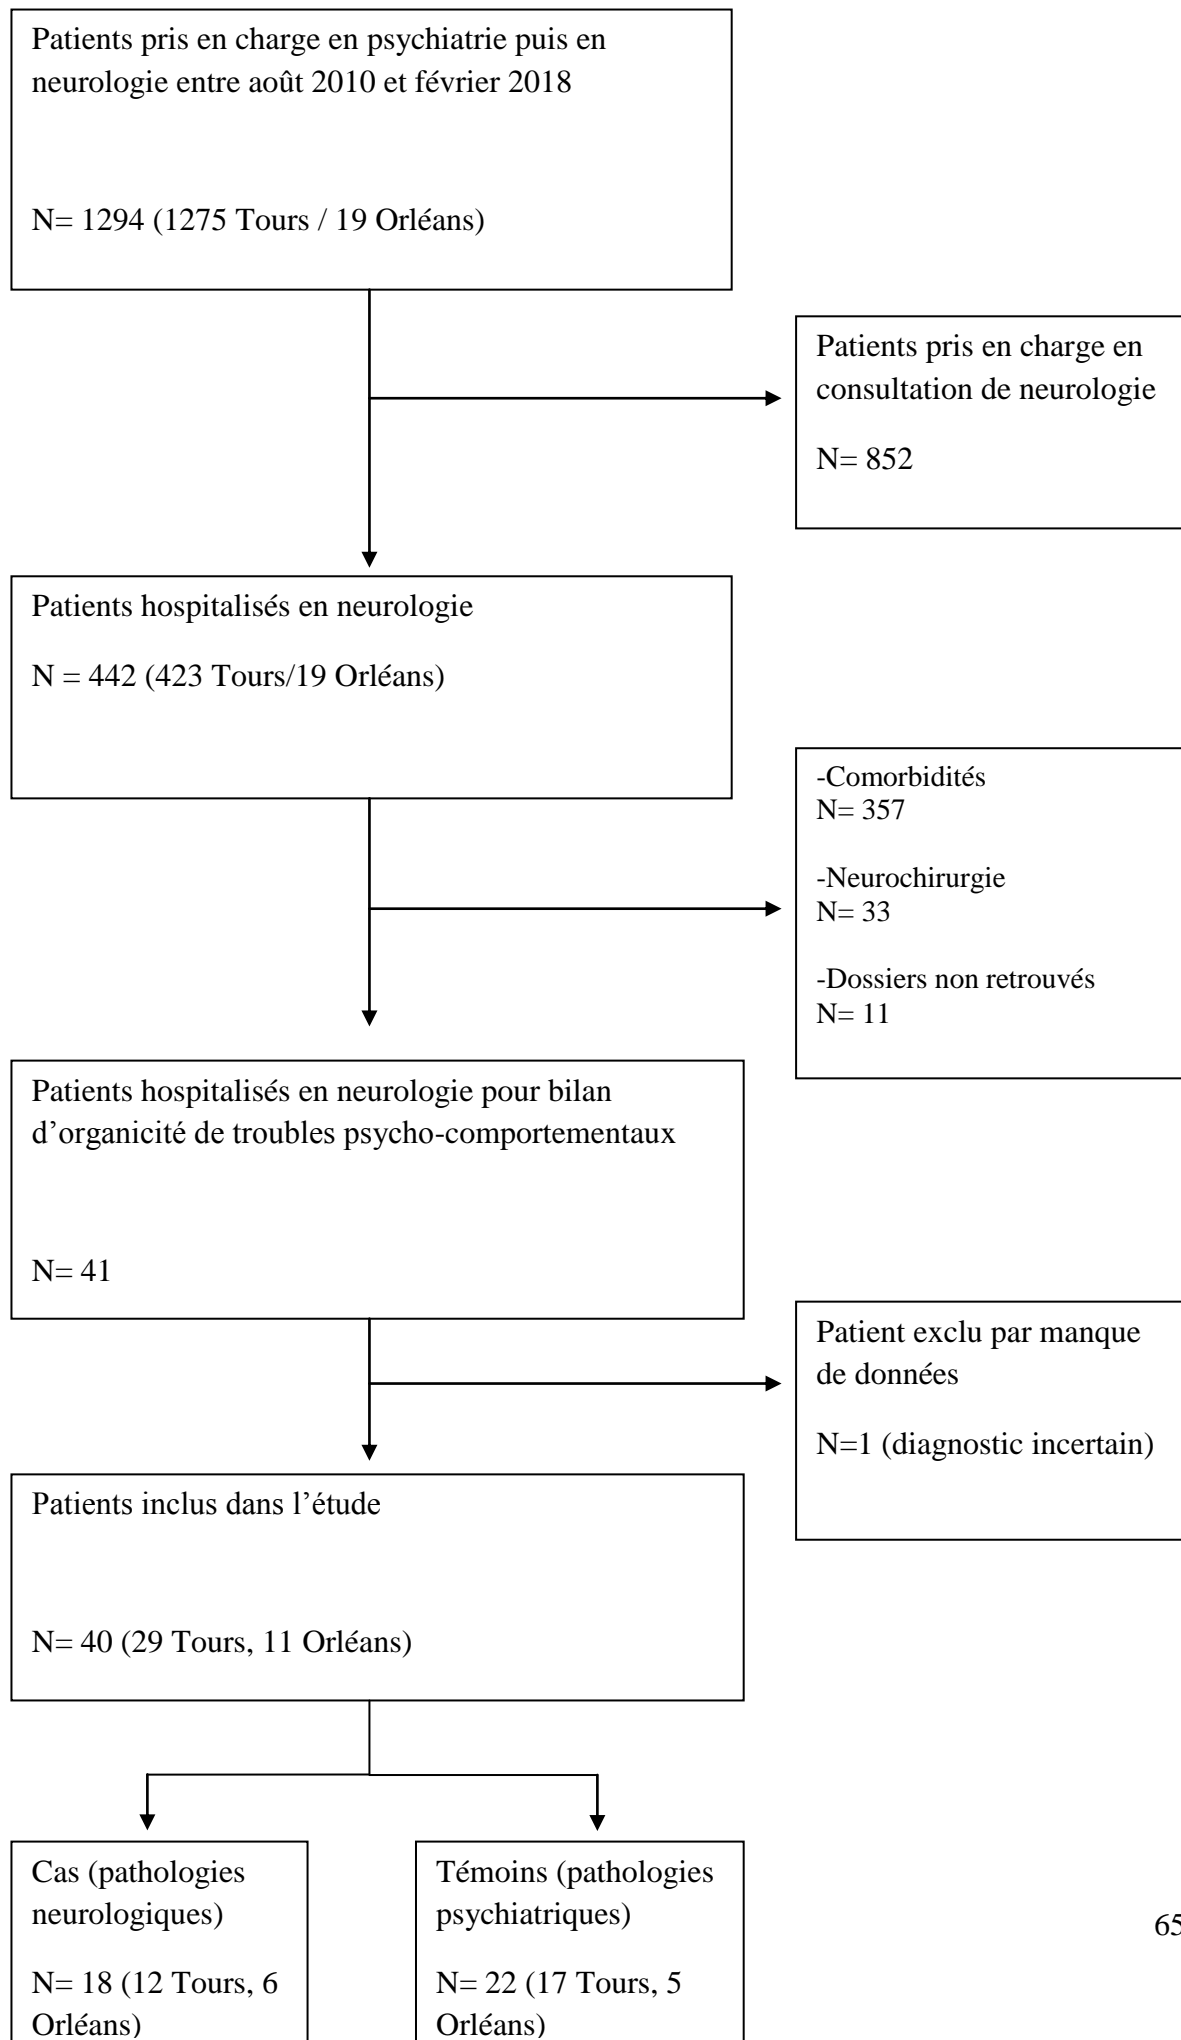 Patients pris en charge en psychiatrie puis en
neurologie entre août 2010 et février 2018
N= 1294 (1275 Tours / 19 Orléans)
Patients pris en charge en
consultation de neurologie
N= 852
Patients hospitalisés en neurologie
N = 442 (423 Tours/19 Orléans)
-Comorbidités
N= 357
-Neurochirurgie
N= 33
-Dossiers non retrouvés
N= 11
Patients hospitalisés en neurologie pour bilan
d’organicité de troubles psycho-comportementaux
N= 41
Patient exclu par manque
de données
N=1 (diagnostic incertain)
Patients inclus dans l’étude
N= 40 (29 Tours, 11 Orléans)
Cas (pathologies
neurologiques)
N= 18 (12 Tours, 6
Orléans)
Témoins (pathologies
psychiatriques)
N= 22 (17 Tours, 5
Orléans)
65